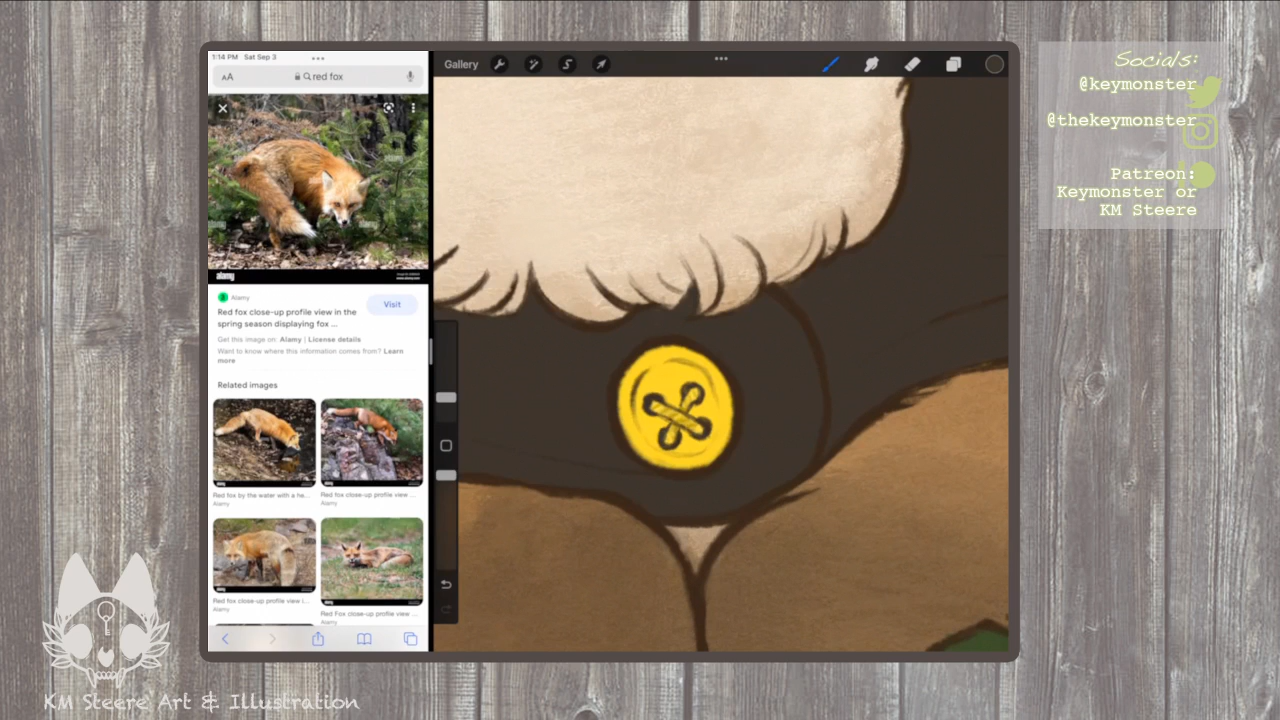 1:14 PM Sat Sep 3
AA
red fox
alamy
Alamy
Visit
Red fox close-up profile view in the
spring season displaying fox ...
Get this image on: Alamy | License details
Want to know where this information comes from? Learn
more
Related images
Red fox by the water with a he...
Alamy
Red fox close-up profile view ...
Alamy
Red fox close-up profile view i...
Alamy
Red Fox close-up profile view ...
Alamy
Gallery
Socials:
@keymonster
@thekeymonster
Patreon:
Keymonster or
KM Steere
KM Steere Art & Illustration